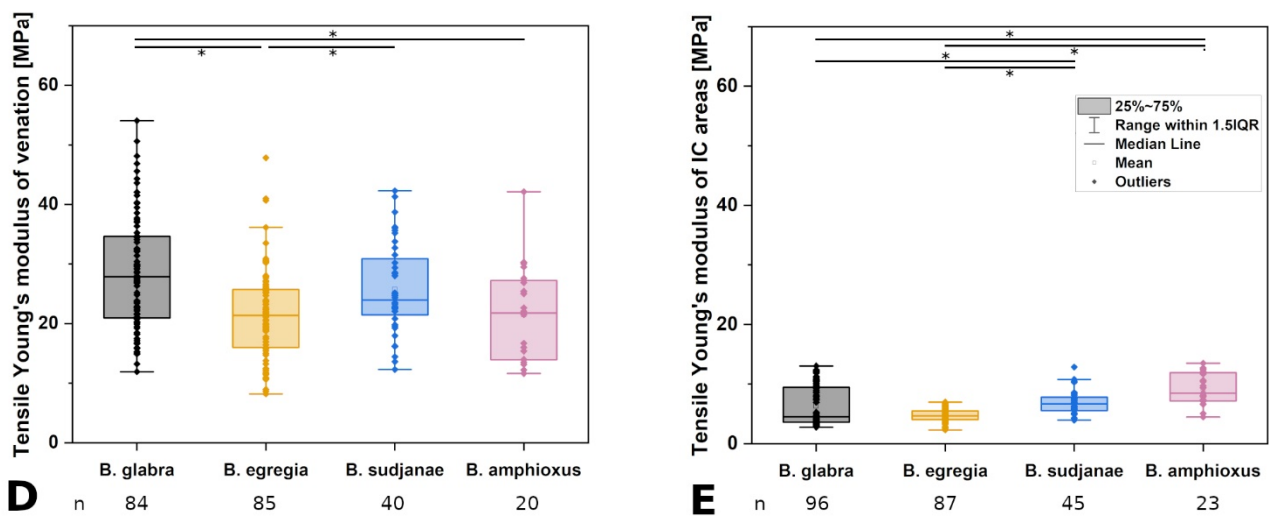 Tensile Young's modulus of venation [MPa]
60
40
20
0
*
*
*
B. glabra
B. egregia
B. sudjanae
B. amphioxus
D
n
84
85
40
20
Tensile Young's modulus of IC areas [MPa]
60
40
20
0
*
*
*
*
25%~75%
Range within 1.5IQR
Median Line
Mean
Outliers
B. glabra
B. egregia
B. sudjanae
B. amphioxus
E
n
96
87
45
23